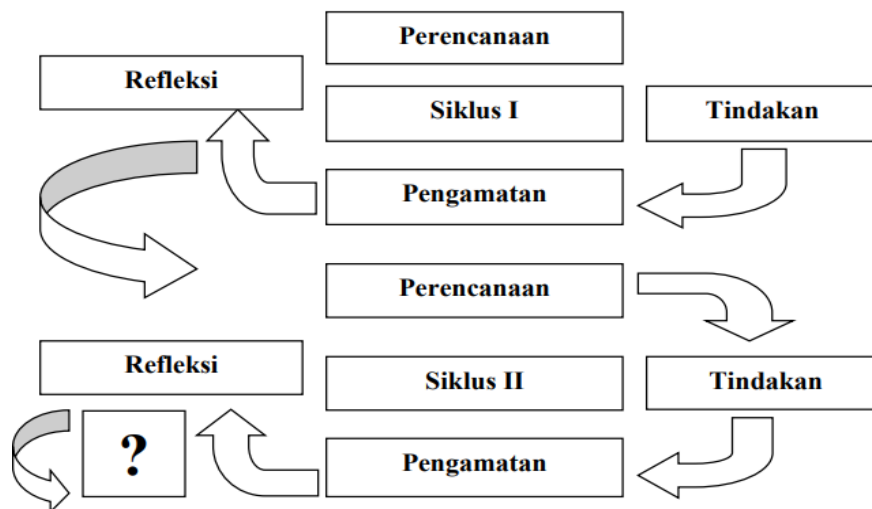 Perencanaan
Refleksi
Siklus I
Tindakan
Pengamatan
Perencanaan
Refleksi
Siklus II
Tindakan
?
Pengamatan